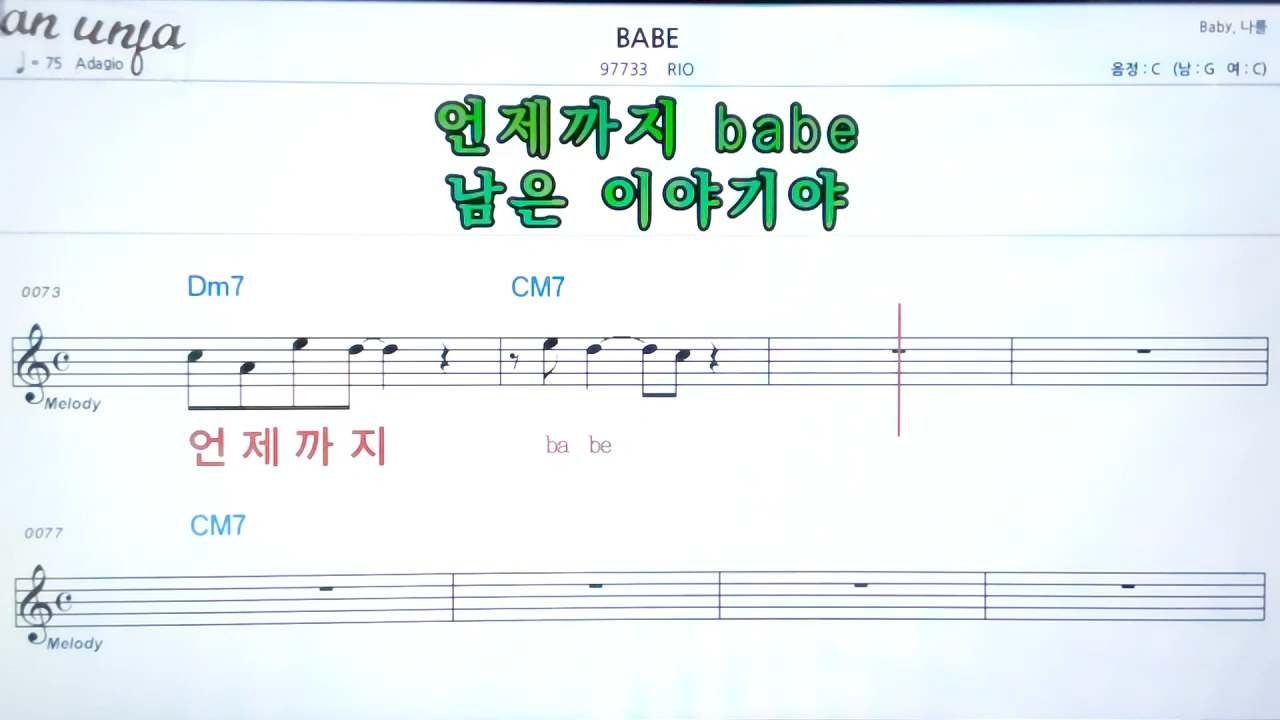 an unja
♩= 75 Adagio
BABE
97733 RIO
Baby, 나를
음정 : C (남 : G 여 : C)
언제까지 babe
남은 이야기야
0073
Dm7 CM7
Melody
언 제 까 지 ba be
0077
CM7
Melody